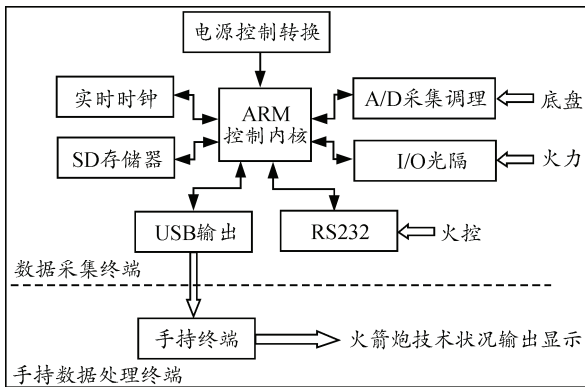 电源控制转换
实时时钟
ARM
控制内核
A/D采集调理
底盘
SD存储器
I/O光隔
火力
USB输出
RS232
火控
数据采集终端
手持终端
火箭炮技术状况输出显示
手持数据处理终端